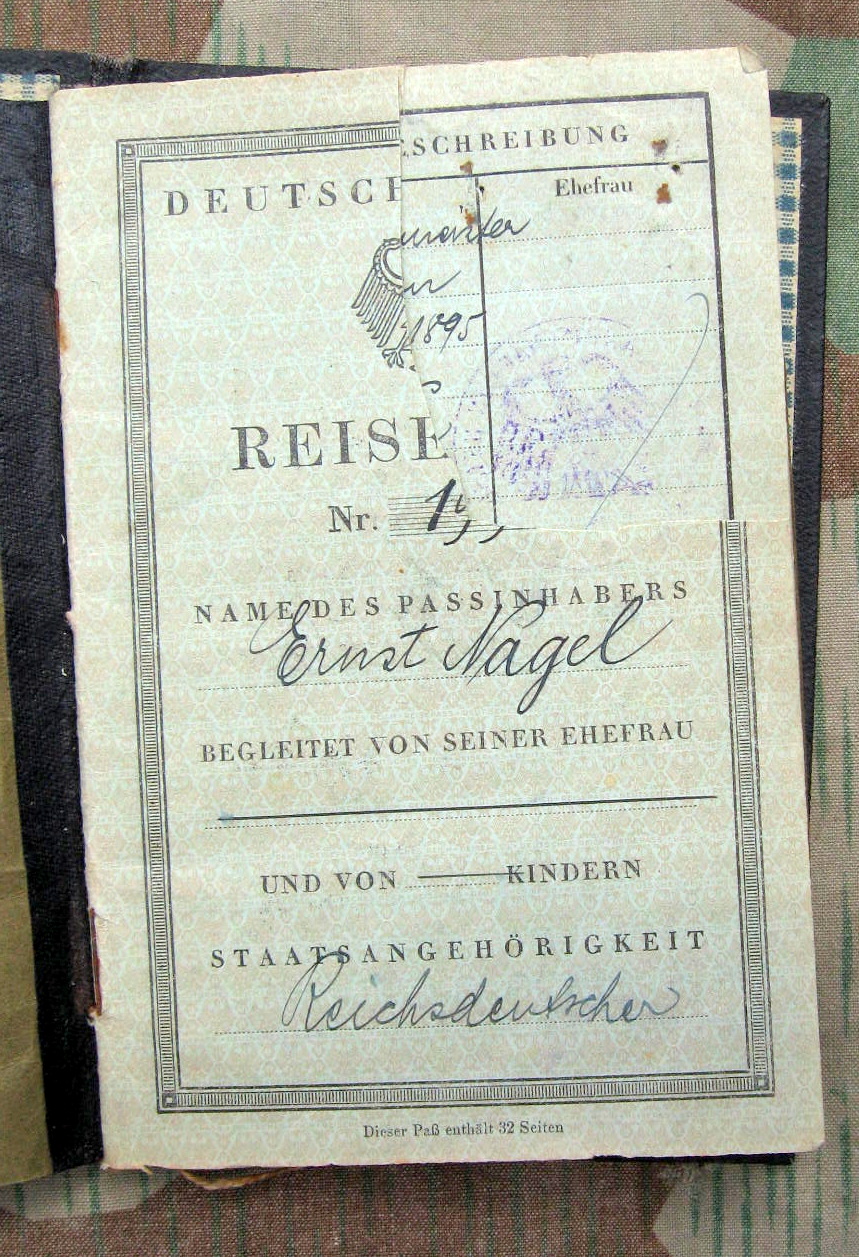 DEUTSCH
SCHREIBUNG
Ehefrau
1895
REISE
Nr. 1
NAME DES PASSINHABERS
Ernst Nagel
BEGLEITET VON SEINER EHEFRAU
UND VON KINDERN
STAATSANGEHÖRIGKEIT
Reichsdeutscher
Dieser Paß enthält 32 Seiten